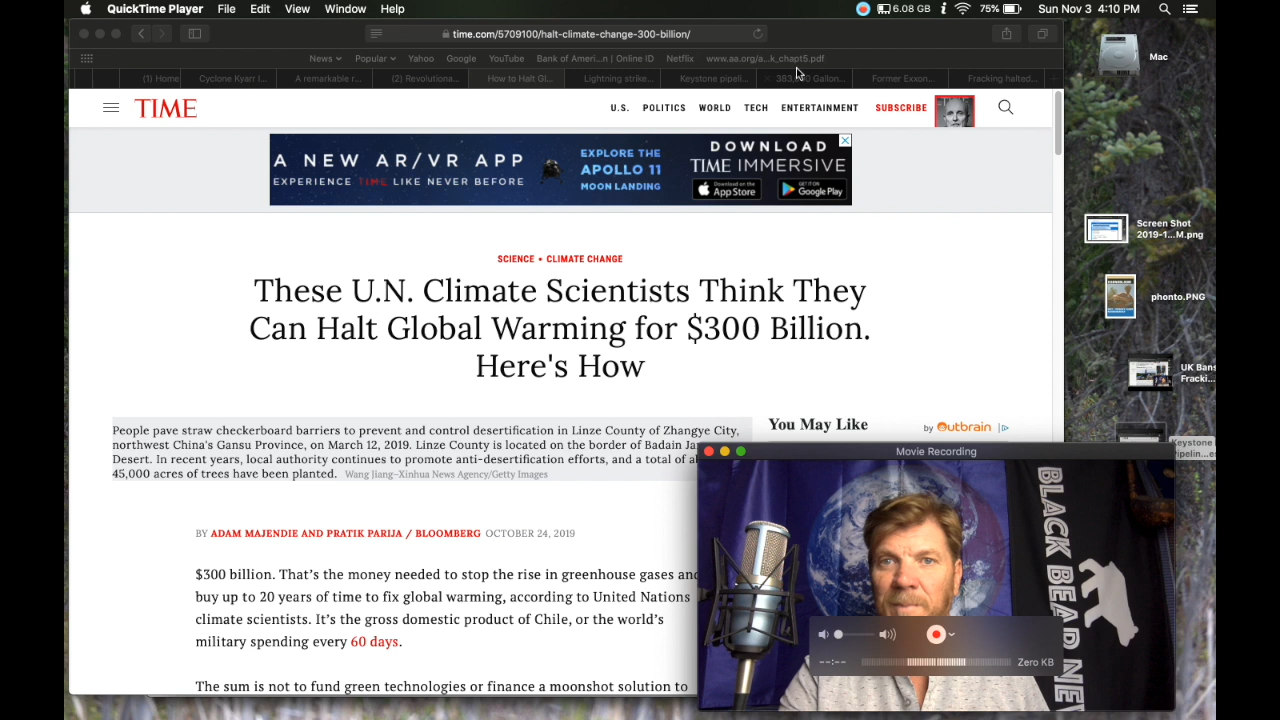 QuickTime Player File Edit View Window Help 6.08 GB 75% Sun Nov 3 4:10 PM
time.com/5709100/halt-climate-change-300-billion/
News Popular Yahoo Google YouTube Bank of Ameri...n | Online ID Netflix www.aa.org/a...k_chapt5.pdf
(1) Home Cyclone Kyarr I... A remarkable r... (2) Revolutiona... How to Halt Gl... Lightning strike... Keystone pipeli... Gallon... Former Exxon... Fracking halted...
TIME U.S. POLITICS WORLD TECH ENTERTAINMENT SUBSCRIBE
A NEW AR/VR APP
EXPERIENCE TIME LIKE NEVER BEFORE
EXPLORE THE
APOLLO 11
MOON LANDING
DOWNLOAD
TIME IMMERSIVE
Download on the
App Store
GET IT ON
Google Play
SCIENCE • CLIMATE CHANGE
These U.N. Climate Scientists Think They
Can Halt Global Warming for $300 Billion.
Here's How
People pave straw checkerboard barriers to prevent and control desertification in Linze County of Zhangye City,
northwest China's Gansu Province, on March 12, 2019. Linze County is located on the border of Badain Ja
Desert. In recent years, local authority continues to promote anti-desertification efforts, and a total of a
45,000 acres of trees have been planted. Wang Jiang–Xinhua News Agency/Getty Images
You May Like
by Outbrain
BY ADAM MAJENDIE AND PRATIK PARIJA / BLOOMBERG OCTOBER 24, 2019
$300 billion. That's the money needed to stop the rise in greenhouse gases and
buy up to 20 years of time to fix global warming, according to United Nations
climate scientists. It's the gross domestic product of Chile, or the world's
military spending every 60 days.
The sum is not to fund green technologies or finance a moonshot solution to
Mac
Screen Shot
2019-1...M.png
phonto.PNG
UK Bans
Fracki...
Keystone
Pipelin...es
Movie Recording
BLACK BEAR NEW
--:-- Zero KB